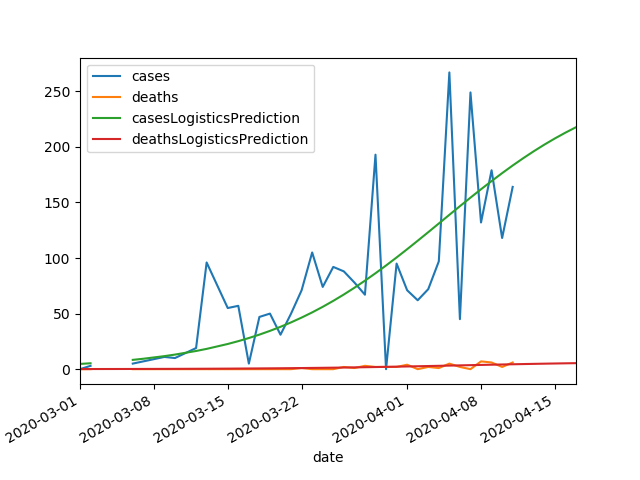 cases
deaths
casesLogisticsPrediction
deathsLogisticsPrediction
250
200
150
100
50
0
2020-03-01
2020-03-08
2020-03-15
2020-03-22
2020-04-01
2020-04-08
2020-04-15
date